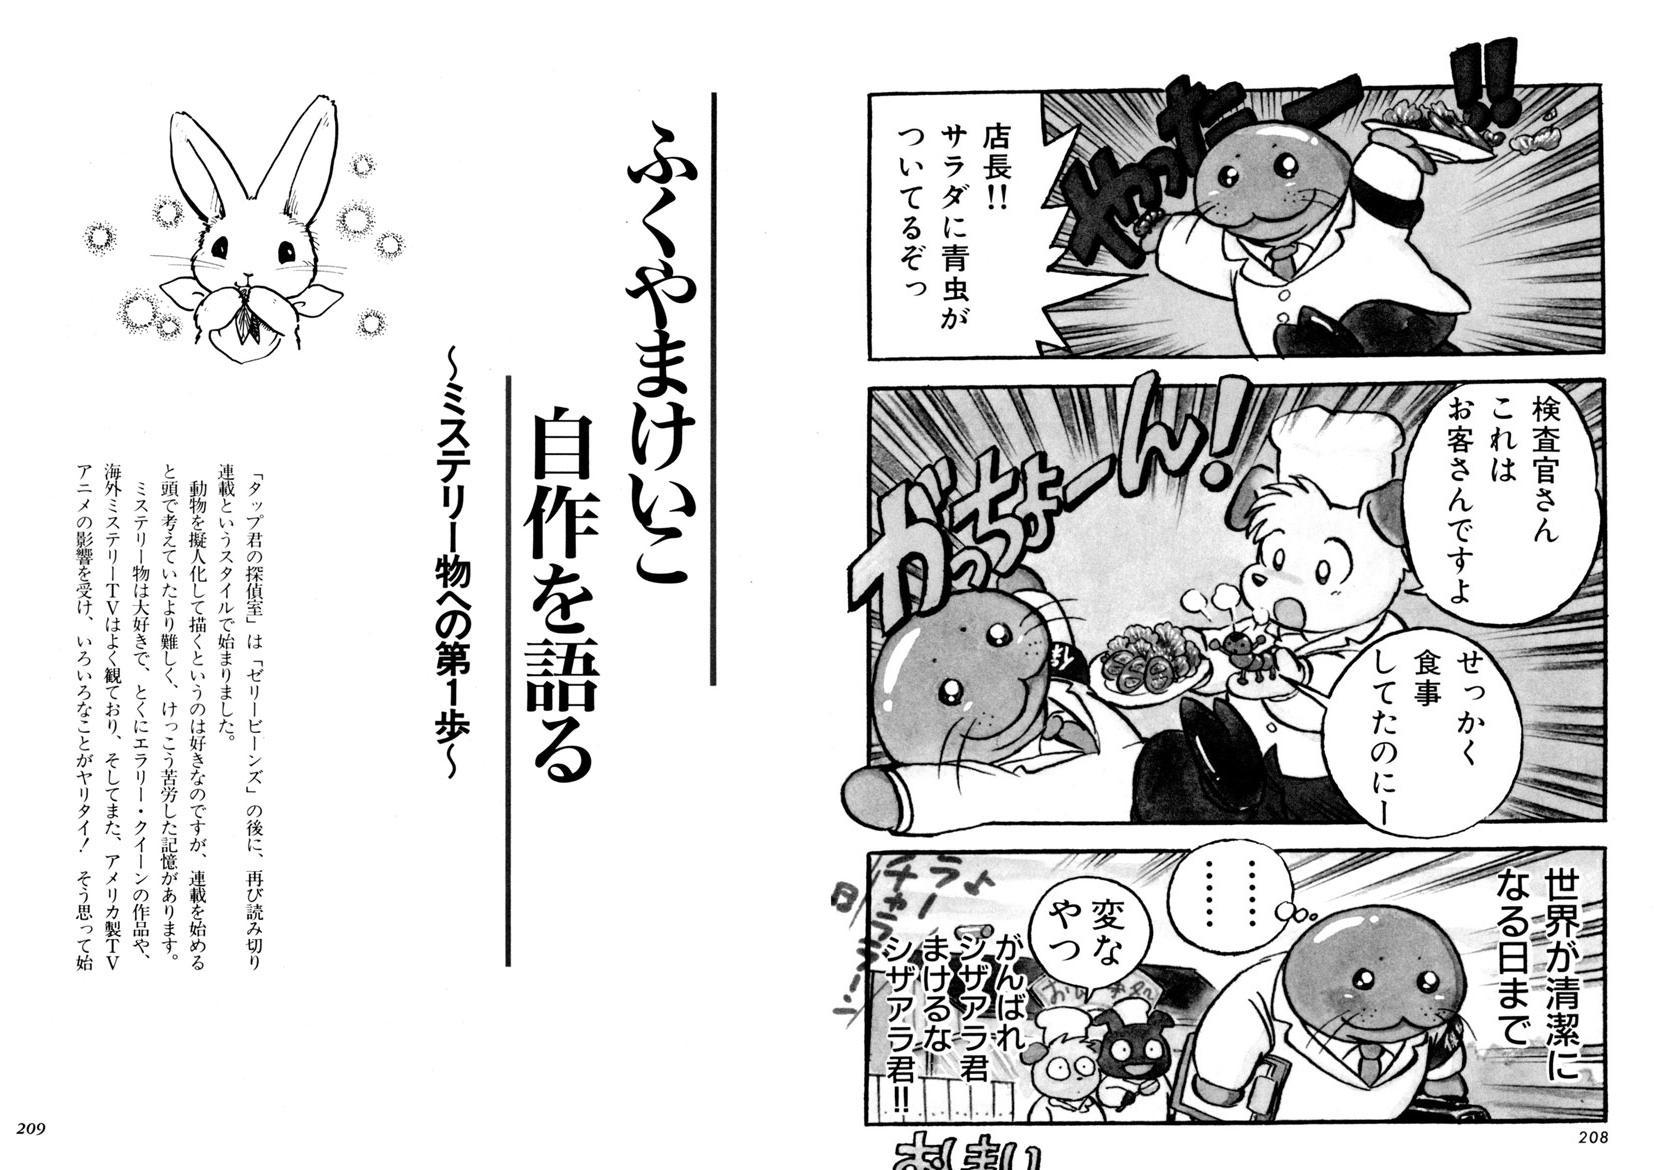 やったーー!!
店長!!
サラダに青虫が
ついてるぞっ
検査官さん
これは
お客さんですよ
がっちょーん!
せっかく
食事
してたのにー
世界が清潔に
なる日まで
‥‥‥
‥‥‥
変な
やつ
がんばれ
シザアラ君
まけるな
シザアラ君!!
おしまい
208
ふくやまけいこ
自作を語る
～ミステリー物への第1歩～
「タップ君の探偵室」は「ゼリービーンズ」の後に、再び読み切り
連載というスタイルで始まりました。
動物を擬人化して描くというのは好きなのですが、連載を始める
と頭で考えていたより難しく、けっこう苦労した記憶があります。
ミステリー物は大好きで、とくにエラリー・クイーンの作品や、
海外ミステリーTVはよく観ており、そしてまた、アメリカ製TV
アニメの影響を受け、いろいろなことがヤリタイ! そう思って始
209